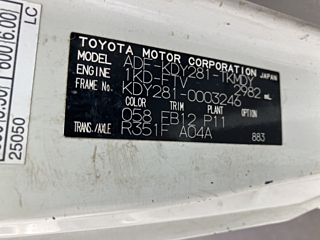 TOYOTA MOTOR CORPORATION JAPAN
MODEL ADF-KDY281-TKMDY
ENGINE 1KD-FTV 2982 mL
FRAME No. KDY281-0003246
COLOR TRIM PLANT OPTION
058 FB12 P11
TRANS./AXLE R351F A04A
883
LC
25050